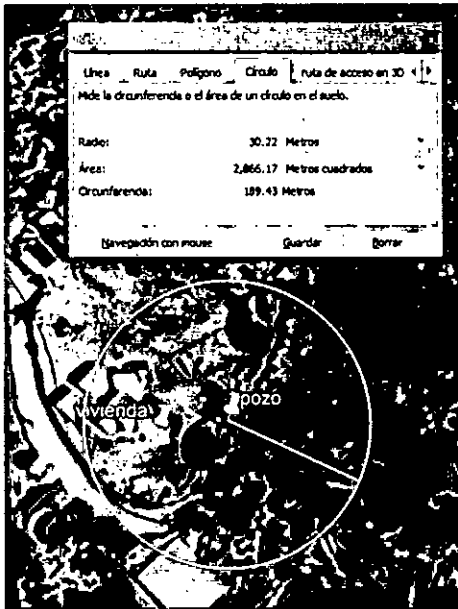 Línea Ruta Polígono Círculo ruta de acceso en 3D
Mide la circunferencia o el área de un círculo en el suelo.
Radio: 30.22 Metros
Área: 2,866.17 Metros cuadrados
Circunferencia: 189.43 Metros
Navegación con mouse Guardar Borrar
vivienda
pozo